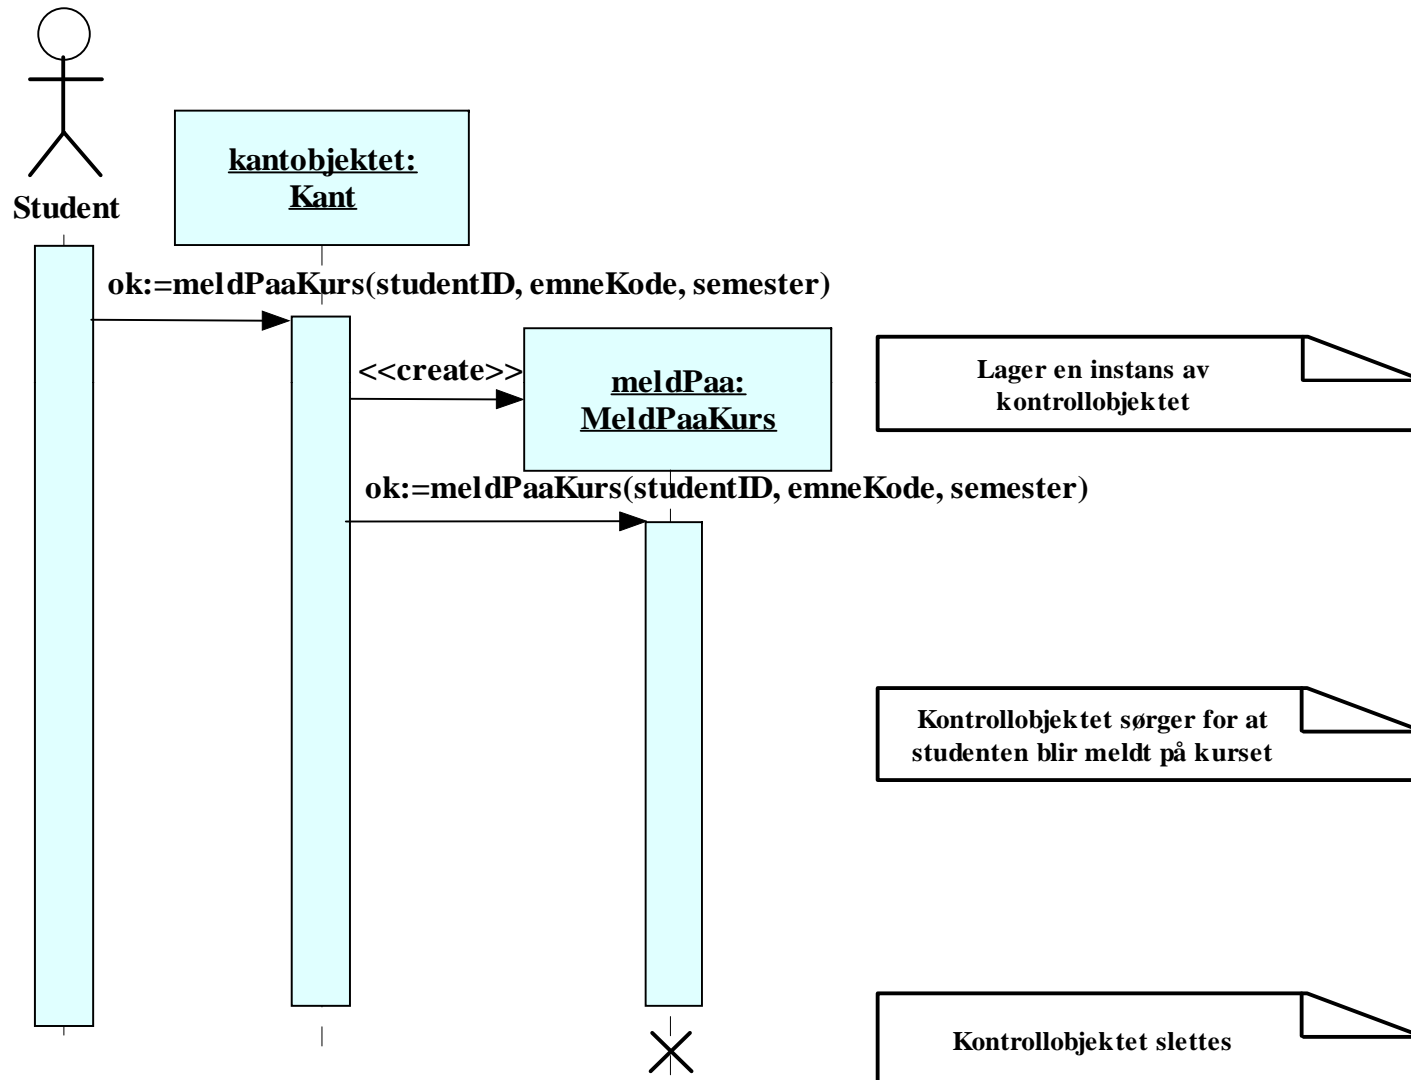 Student
kantobjektet:
Kant
ok:=meldPaaKurs(studentID, emneKode, semester)
<<create>>
meldPaa:
MeldPaaKurs
Lager en instans av
kontrollobjektet
ok:=meldPaaKurs(studentID, emneKode, semester)
Kontrollobjektet sørger for at
studenten blir meldt på kurset
Kontrollobjektet slettes